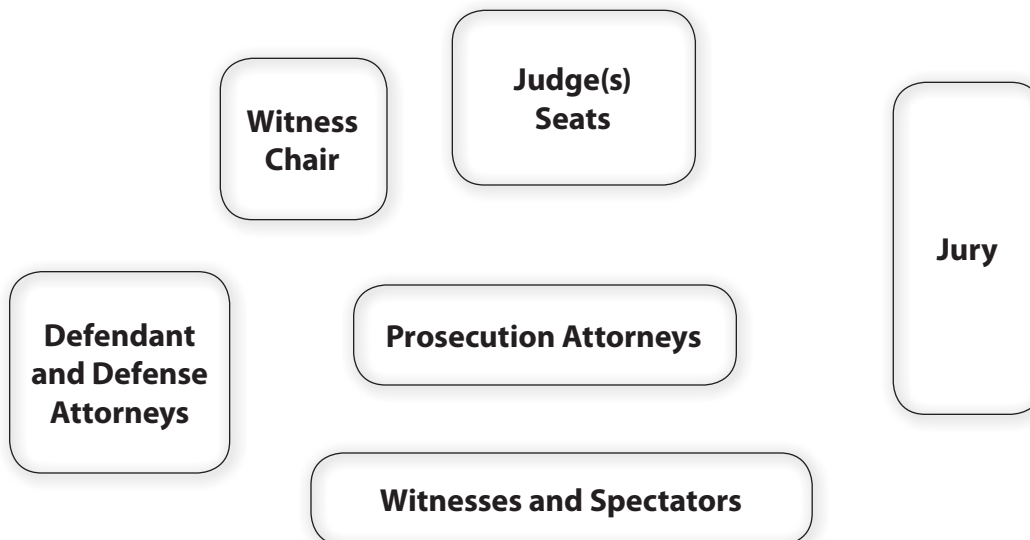 Judge(s)
Seats
Witness
Chair
Jury
Defendant
and Defense
Attorneys
Prosecution Attorneys
Witnesses and Spectators